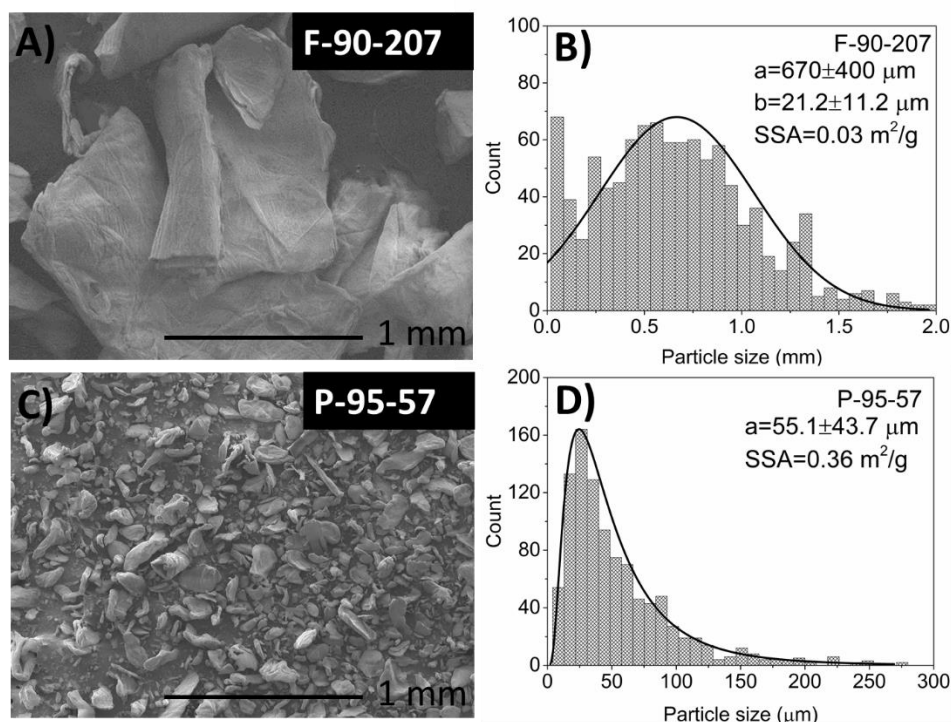 A)
F-90-207
1 mm
B)
F-90-207
a=670±400 μm
b=21.2±11.2 μm
SSA=0.03 m²/g
100
80
60
40
20
0
Count
0.0 0.5 1.0 1.5 2.0
Particle size (mm)
C)
P-95-57
1 mm
D)
P-95-57
a=55.1±43.7 μm
SSA=0.36 m²/g
200
160
120
80
40
0
Count
0 50 100 150 200 250 300
Particle size (μm)